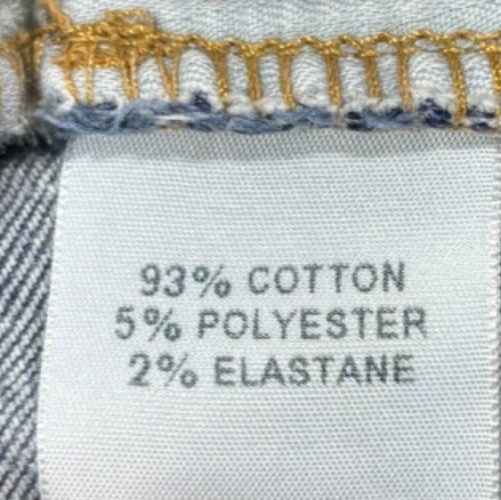 93% COTTON
5% POLYESTER
2% ELASTANE